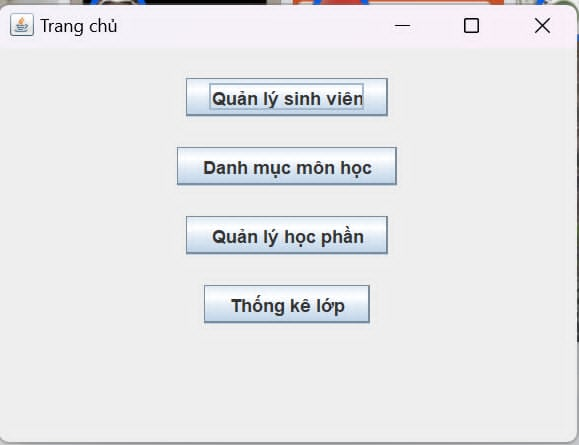 Trang chủ
Quản lý sinh viên
Danh mục môn học
Quản lý học phần
Thống kê lớp